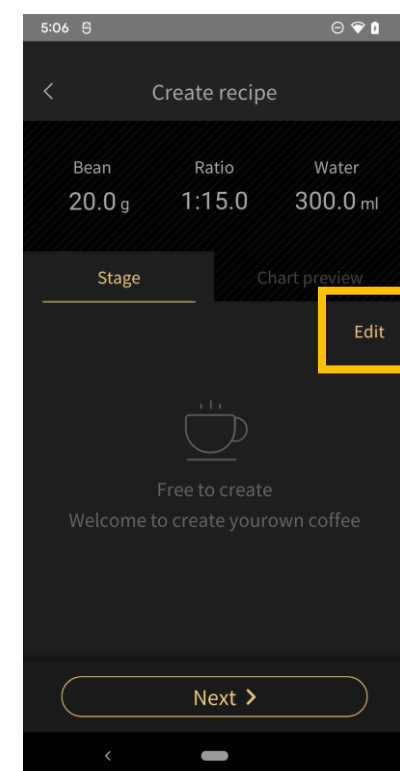 5:06
Create recipe
Bean Ratio Water
20.0 g 1:15.0 300.0 ml
Stage Chart preview
Edit
Free to create
Welcome to create yourown coffee
Next >